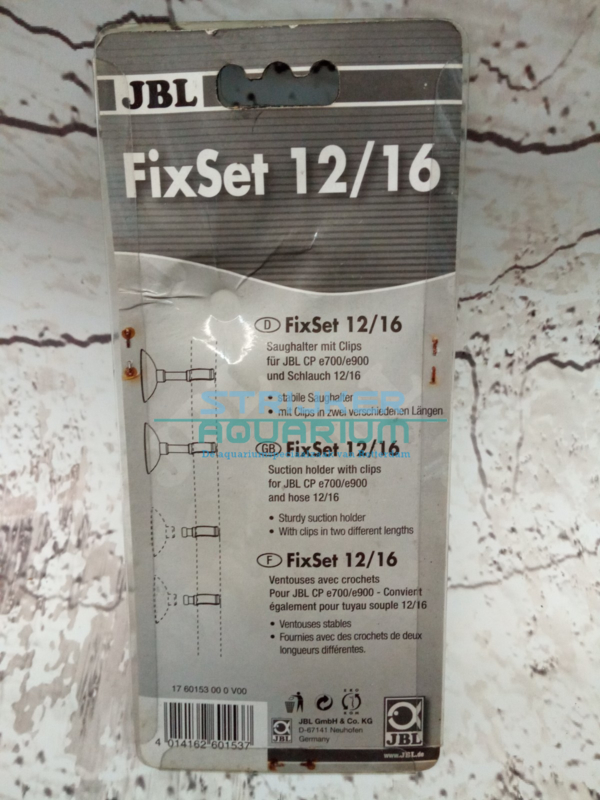 JBL
FixSet 12/16
D FixSet 12/16
Saughalter mit Clips
für JBL CP e700/e900
und Schlauch 12/16
• stabile Saughalter
• mit Clips in zwei verschiedenen Längen
STRIJKER
AQUARIUM
GB FixSet 12/16
Suction holder with clips
for JBL CP e700/e900
and hose 12/16
• Sturdy suction holder
• With clips in two different lengths
F FixSet 12/16
Ventouses avec crochets
Pour JBL CP e700/e900 - Convient
également pour tuyau souple 12/16
• Ventouses stables
• Fournies avec des crochets de deux
longueurs différentes.
17 60153 00 0 V00
4 014162 601537
JBL GmbH & Co. KG
D-67141 Neuhofen
Germany
JBL
www.JBL.de